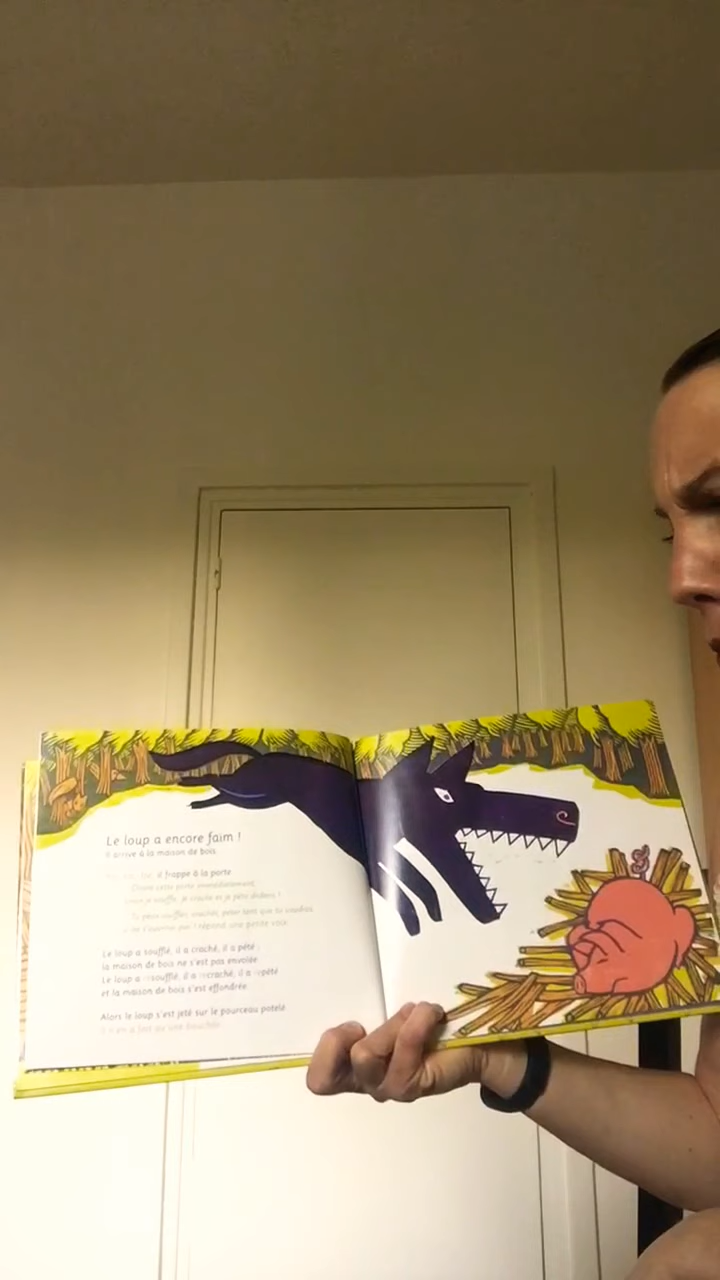 Le loup a encore faim !
Il arrive à la maison de bois.
il frappe à la porte
Ouvre cette porte immédiatement,
sinon je souffle, je crache et je pète dedans !
Tu peux souffler, cracher, péter tant que tu voudras,
je ne t'ouvrirai pas ! répond une petite voix.
Le loup a soufflé, il a craché, il a pété :
la maison de bois ne s'est pas envolée.
Le loup a resoufflé, il a recraché, il a repété
et la maison de bois s'est effondrée.
Alors le loup s'est jeté sur le pourceau potelé
il n'en a fait qu'une bouchée.